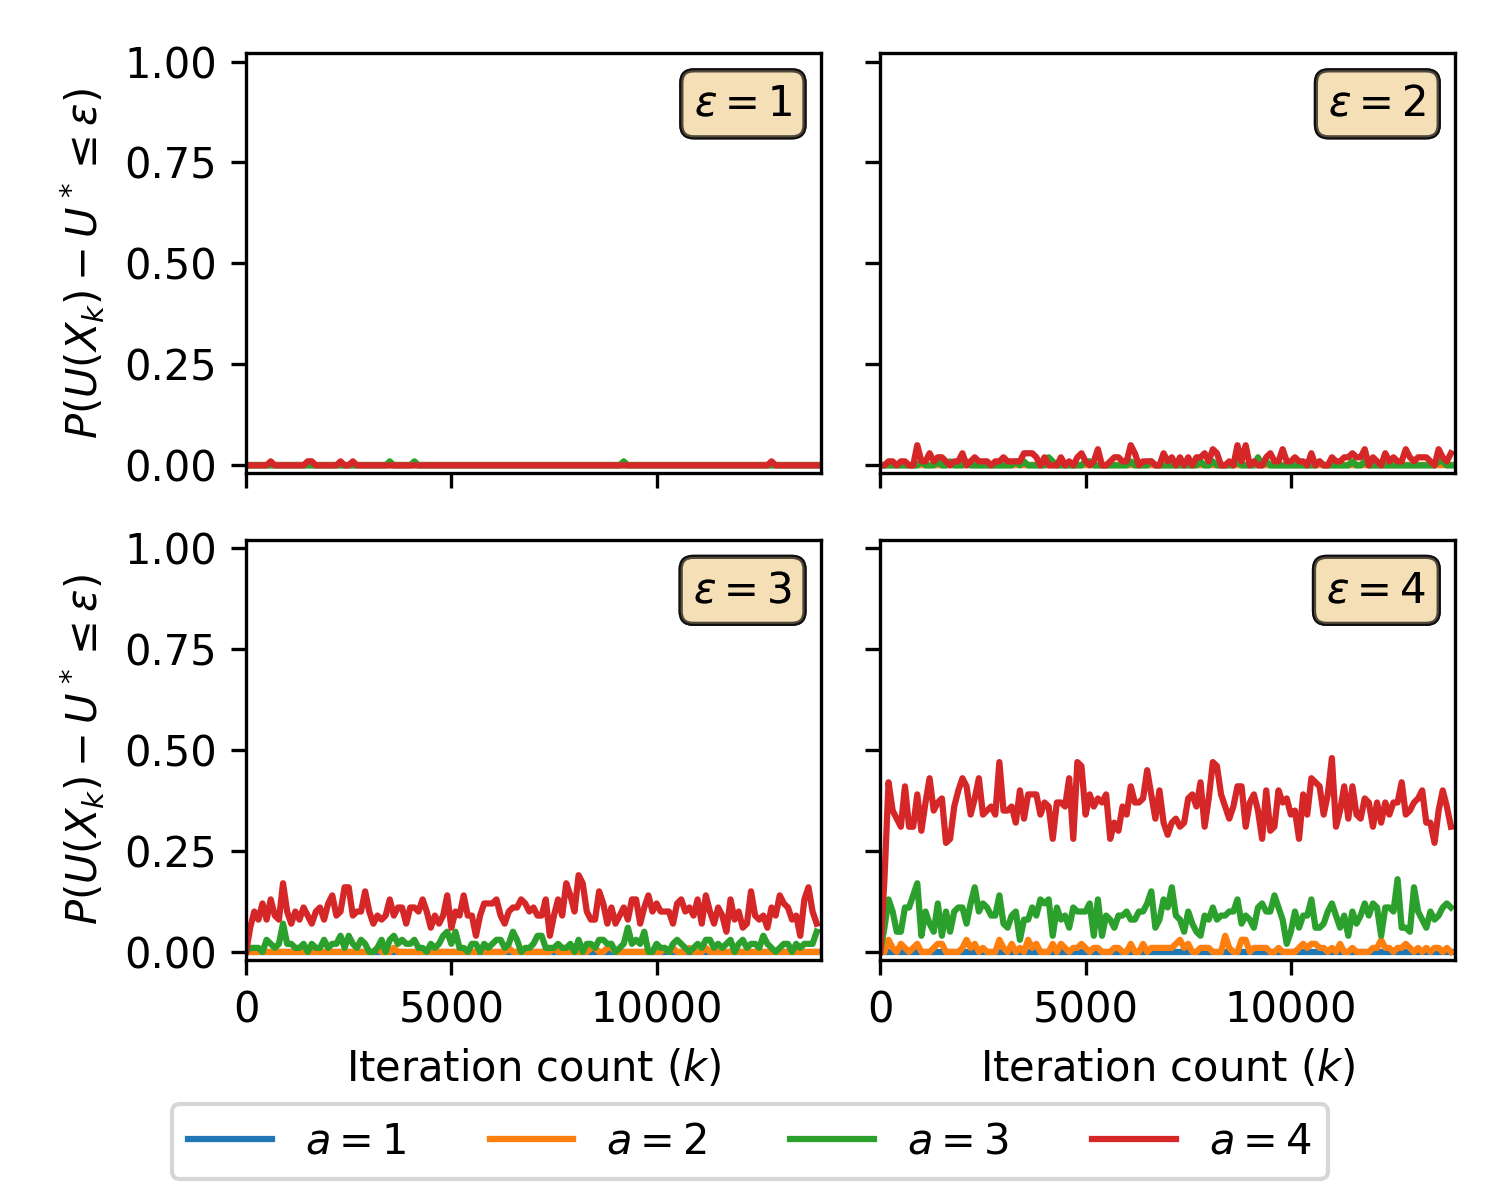 P(U(X_k) − U* ≤ ε)
1.00
0.75
0.50
0.25
0.00
ε = 1
ε = 2
P(U(X_k) − U* ≤ ε)
1.00
0.75
0.50
0.25
0.00
ε = 3
ε = 4
0 5000 10000
0 5000 10000
Iteration count (k)
Iteration count (k)
a = 1 a = 2 a = 3 a = 4